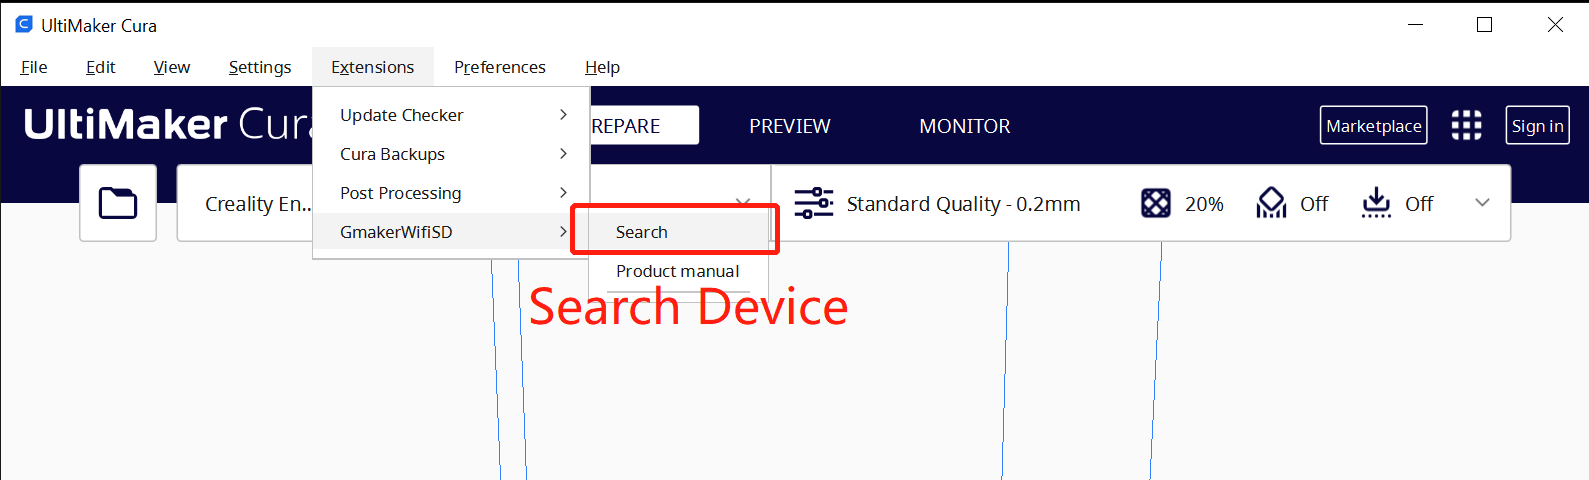 UltiMaker Cura
File Edit View Settings Extensions Preferences Help
UltiMaker Cura
REPARE PREVIEW MONITOR Marketplace Sign in
Update Checker
Cura Backups
Post Processing
GmakerWifiSD
Creality En..
Standard Quality - 0.2mm 20% Off Off
Search
Product manual
Search Device